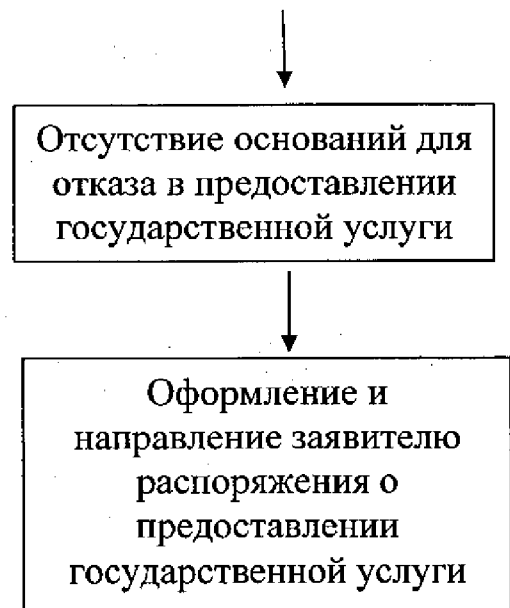 Отсутствие оснований для
отказа в предоставлении
государственной услуги
Оформление и
направление заявителю
распоряжения о
предоставлении
государственной услуги